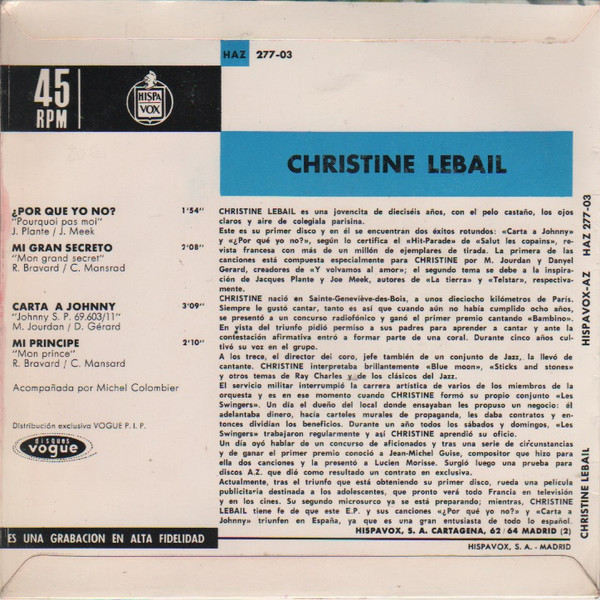 HAZ 277-03
45
RPM
HISPA
VOX
CHRISTINE LEBAIL
¿POR QUE YO NO? 1'54"
"Pourquoi pas moi"
J. Plante / J. Meek
MI GRAN SECRETO 2'08"
"Mon grand secret"
R. Bravard / C. Mansrad
CARTA A JOHNNY 3'09"
"Johnny S. P. 69.603/11"
M. Jourdan / D. Gérard
MI PRINCIPE 2'10"
"Mon prince"
R. Bravard / C. Mansard
Acompañada por Michel Colombier
Distribución exclusiva VOGUE P. I. P.
disques
vogue
ES UNA GRABACION EN ALTA FIDELIDAD
CHRISTINE LEBAIL es una jovencita de dieciséis años, con el pelo castaño, los ojos
claros y aire de colegiala parisina.
Este es su primer disco y en él se encuentran dos éxitos rotundos: «Carta a Johnny»
y «¿Por qué yo no?», según lo certifica el «Hit-Parade» de «Salut les copains», re-
vista francesa con más de un millón de ejemplares de tirada. La primera de las
canciones está compuesta especialmente para CHRISTINE por M. Jourdan y Danyel
Gerard, creadores de «Y volvamos al amor»; el segundo tema se debe a la inspira-
ción de Jacques Plante y Joe Meek, autores de «La tierra» y «Telstar», respectiva-
mente.
CHRISTINE nació en Sainte-Geneviève-des-Bois, a unos dieciocho kilómetros de París.
Siempre le gustó cantar, tanto es así que cuando aún no había cumplido ocho años,
se presentó a un concurso radiofónico y ganó el primer premio cantando «Bambino».
En vista del triunfo pidió permiso a sus padres para aprender a cantar y ante la
contestación afirmativa entró a formar parte de una coral. Durante cinco años cul-
tivó su voz en el grupo.
A los trece, el director del coro, jefe también de un conjunto de Jazz, la llevó de
cantante. CHRISTINE interpretaba brillantemente «Blue moon», «Sticks and stones»
y otros temas de Ray Charles y de los clásicos del Jazz.
El servicio militar interrumpió la carrera artística de varios de los miembros de la
orquesta y es en ese momento cuando CHRISTINE formó su propio conjunto «Les
Swingers». Un día el dueño del local donde ensayaban les propuso un negocio: él
adelantaba dinero, hacía carteles murales de propaganda, les daba contratos y en-
tonces dividían los beneficios. Durante un año todos los sábados y domingos, «Les
Swingers» trabajaron regularmente y así CHRISTINE aprendió su oficio.
Un día oyó hablar de un concurso de aficionados y tras una serie de circunstancias
y de ganar el primer premio conoció a Jean-Michel Guise, compositor que hizo para
ella dos canciones y la presentó a Lucien Morisse. Surgió luego una prueba para
discos A.Z. que dió como resultado un contrato en exclusiva.
Actualmente, tras el triunfo que está obteniendo su primer disco, rueda una película
publicitaria destinada a los adolescentes, que pronto verá todo Francia en televisión
y en los cines. Su segundo microsurco ya se está preparando; mientras, CHRISTINE
LEBAIL tiene fe de que este E.P. y sus canciones «¿Por qué yo no?» y «Carta a
Johnny» triunfen en España, ya que es una gran entusiasta de todo lo español.
HISPAVOX, S. A. CARTAGENA, 62/64 MADRID (2)
HISPAVOX, S. A. - MADRID
CHRISTINE LEBAIL HISPAVOX-AZ HAZ 277-03